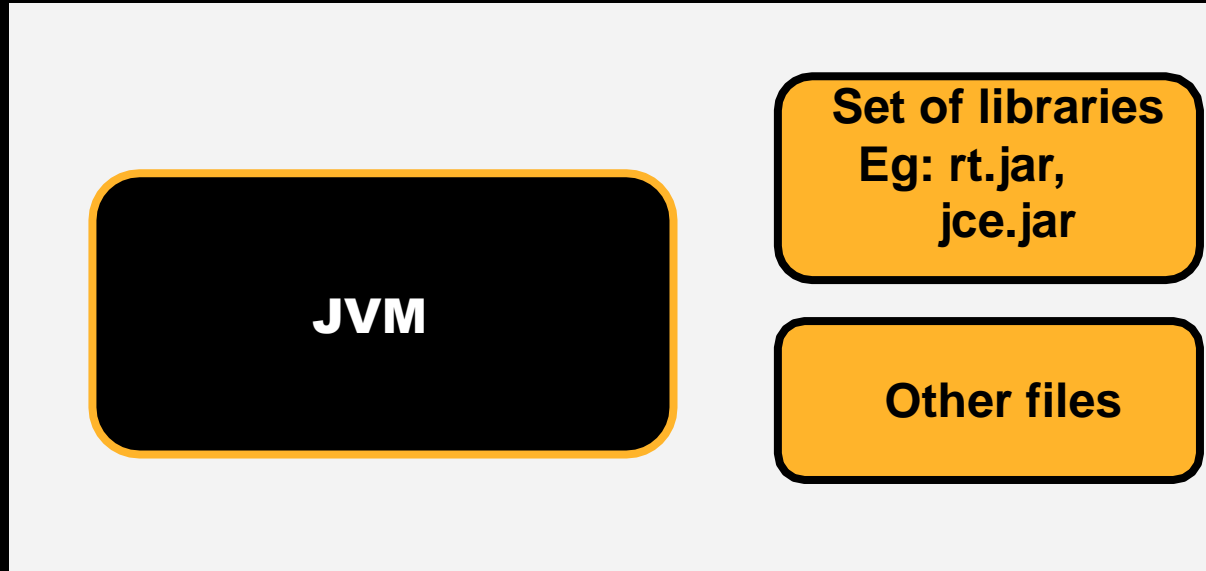 Set of libraries
Eg: rt.jar,
jce.jar
JVM
Other files